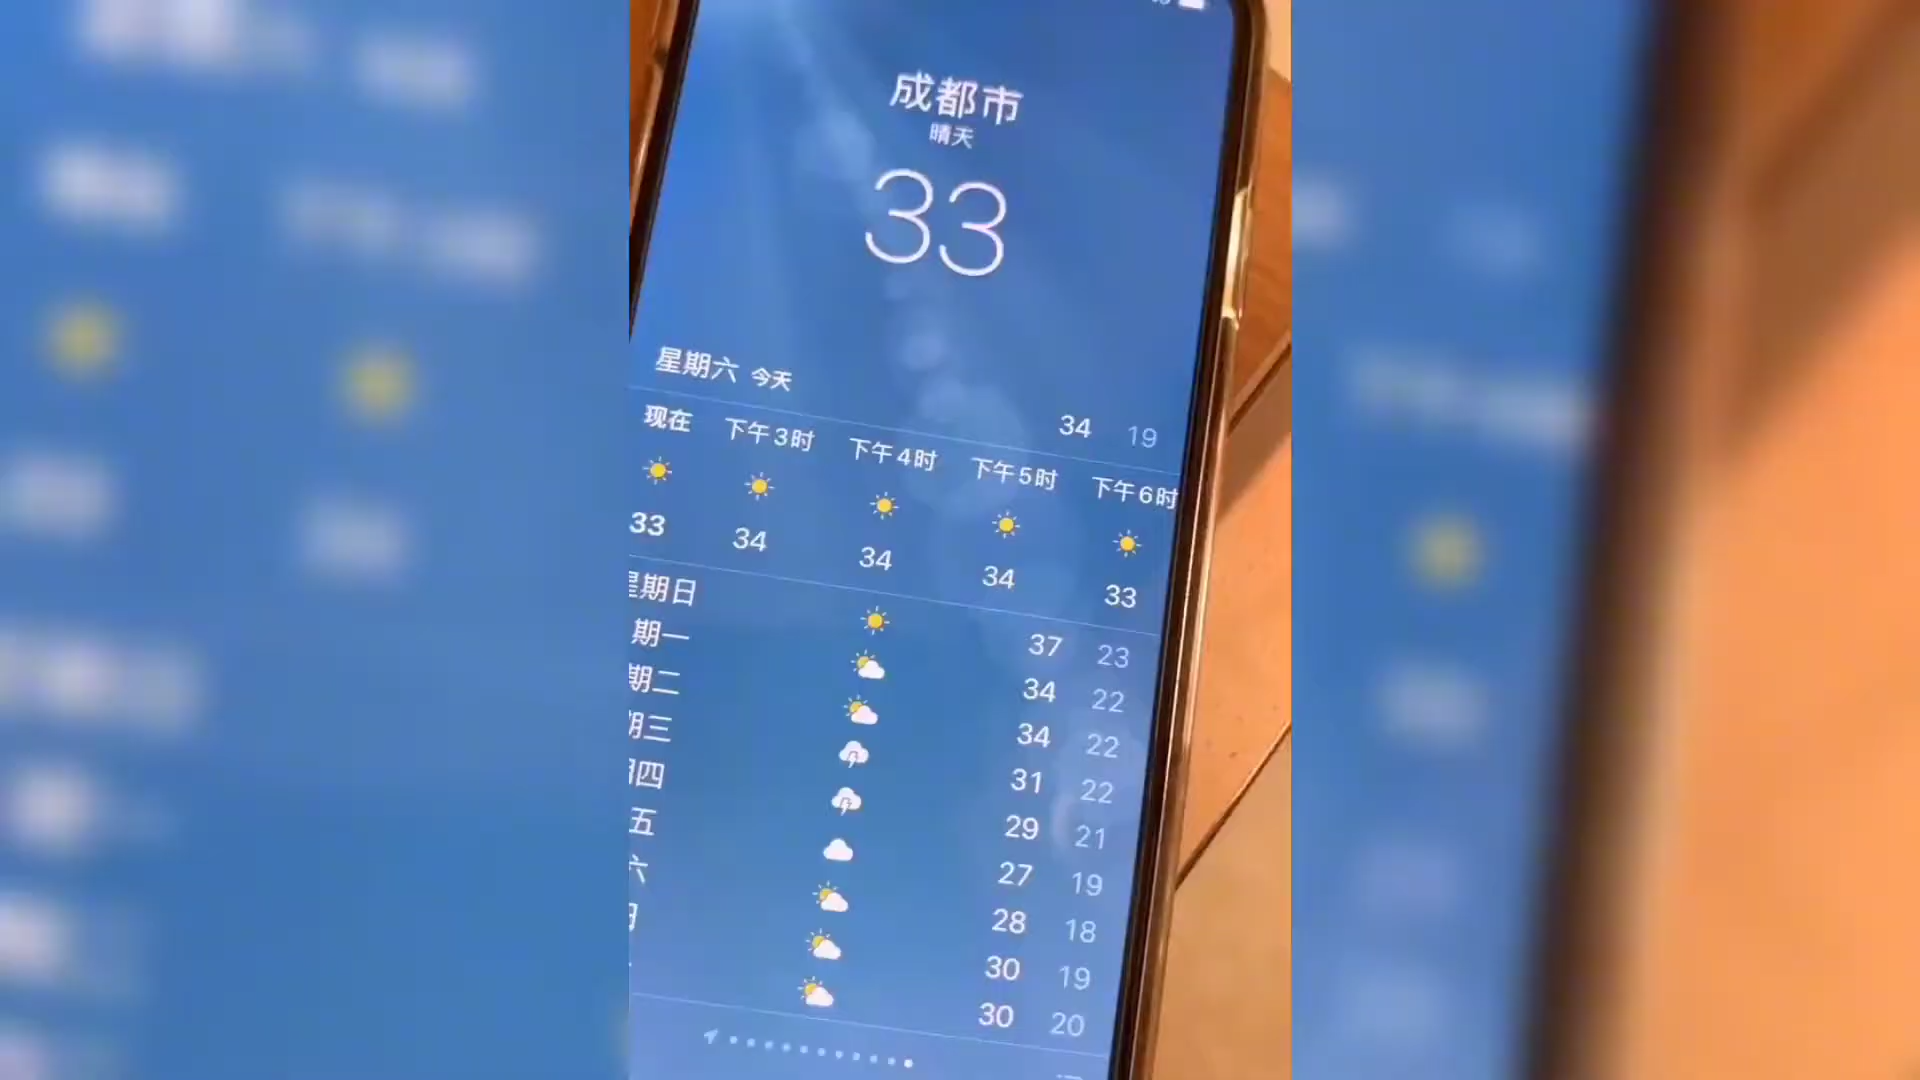 成都市
晴天
33
星期六 今天 34 19
现在 下午3时 下午4时 下午5时 下午6时
33 34 34 34 33
星期日 37 23
期一 34 22
期二 34 22
期三 31 22
四 29 21
五 27 19
六 28 18
30 19
30 20